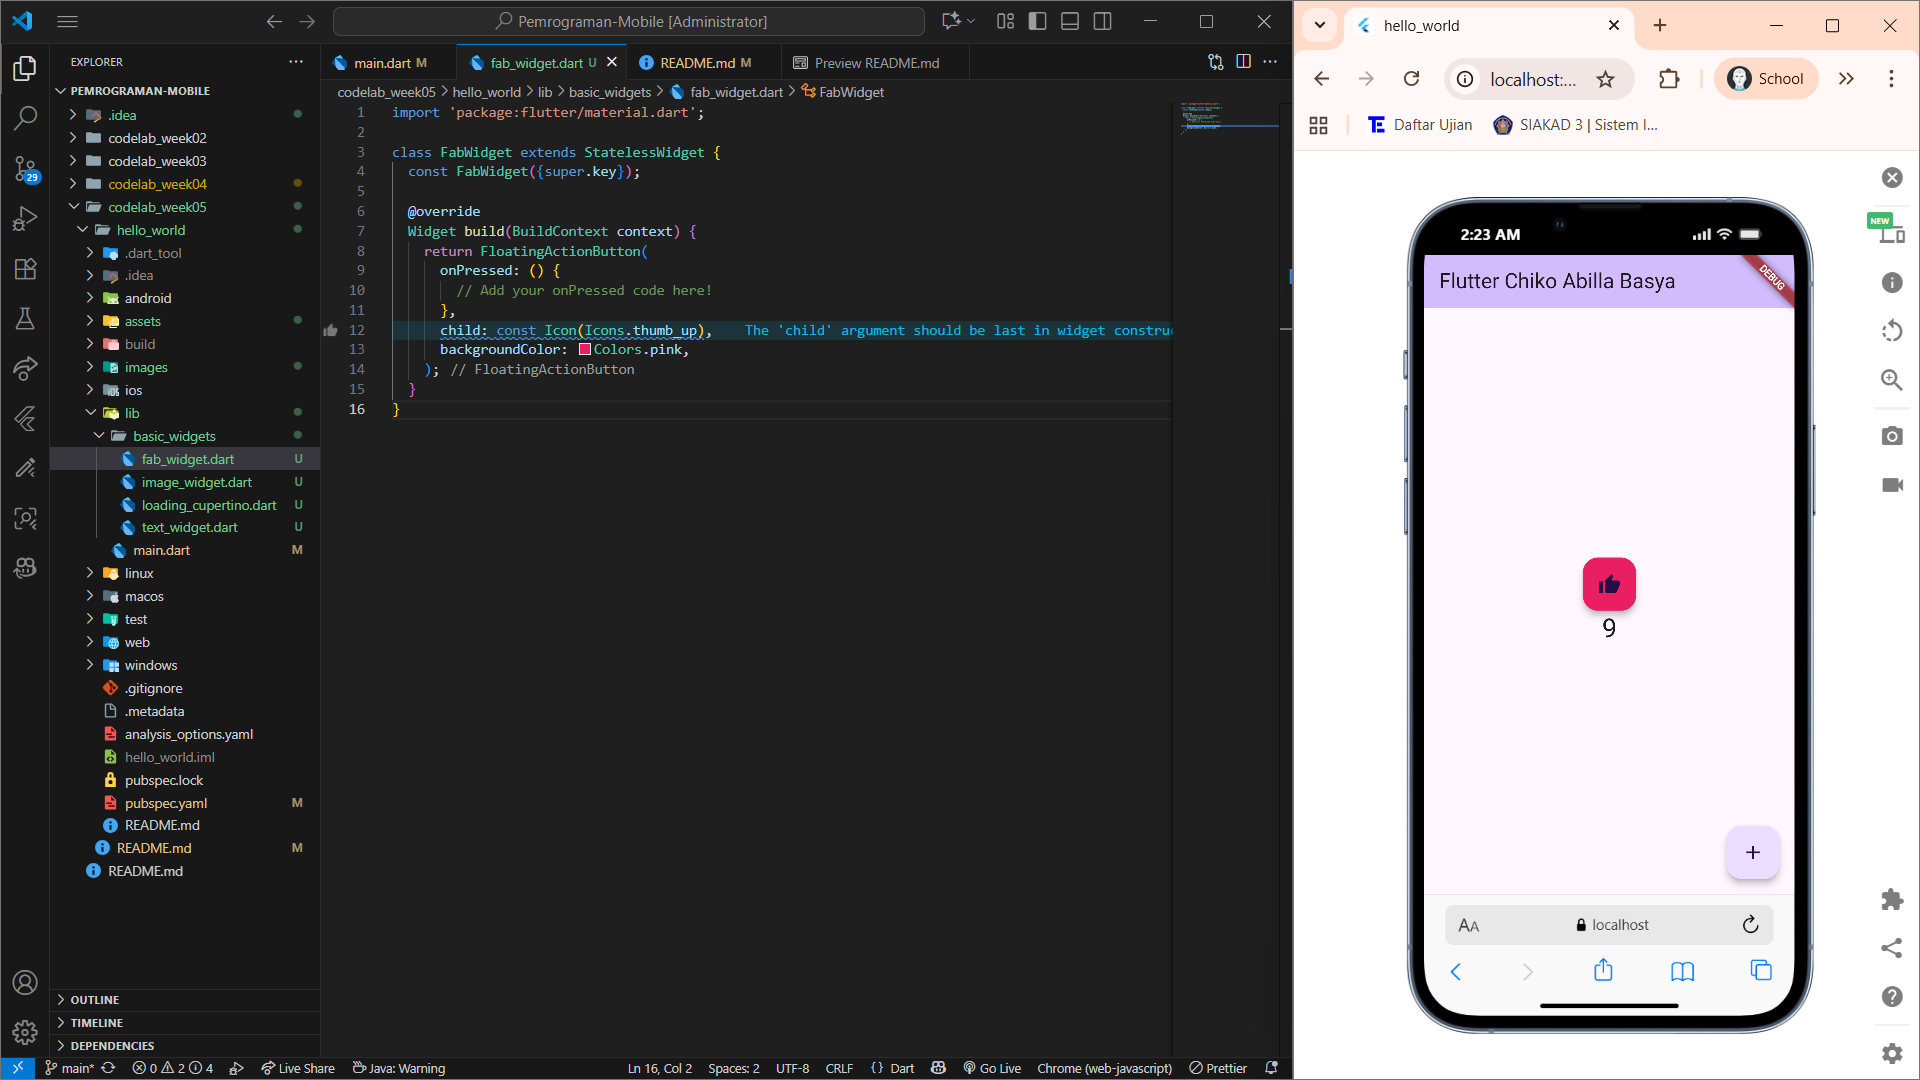 Pemrograman-Mobile [Administrator]
EXPLORER
PEMROGRAMAN-MOBILE
.idea
codelab_week02
codelab_week03
codelab_week04
codelab_week05
hello_world
.dart_tool
.idea
android
assets
build
images
ios
lib
basic_widgets
fab_widget.dart U
image_widget.dart U
loading_cupertino.dart U
text_widget.dart U
main.dart M
linux
macos
test
web
windows
.gitignore
.metadata
analysis_options.yaml
hello_world.iml
pubspec.lock
pubspec.yaml M
README.md
README.md M
README.md
OUTLINE
TIMELINE
DEPENDENCIES
29
main.dart M
fab_widget.dart U
README.md M
Preview README.md
codelab_week05 > hello_world > lib > basic_widgets > fab_widget.dart > FabWidget
1 import 'package:flutter/material.dart';
2
3 class FabWidget extends StatelessWidget {
4 const FabWidget({super.key});
5
6 @override
7 Widget build(BuildContext context) {
8 return FloatingActionButton(
9 onPressed: () {
10 // Add your onPressed code here!
11 },
12 child: const Icon(Icons.thumb_up), The 'child' argument should be last in widget constru
13 backgroundColor: Colors.pink,
14 ); // FloatingActionButton
15 }
16 }
main* 0 2 4 Live Share Java: Warning
Ln 16, Col 2 Spaces: 2 UTF-8 CRLF {} Dart Go Live Chrome (web-javascript) Prettier
hello_world
localhost:...
School
Daftar Ujian
SIAKAD 3 | Sistem I...
NEW
2:23 AM
Flutter Chiko Abilla Basya
DEBUG
9
+
AA
localhost